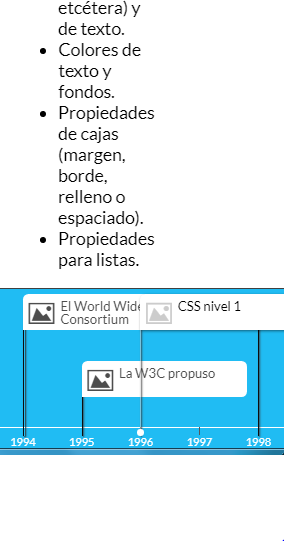 etcétera) y
de texto.
Colores de
texto y
fondos.
Propiedades
de cajas
(margen,
borde,
relleno o
espaciado).
Propiedades
para listas.
El World Wide
Consortium
CSS nivel 1
La W3C propuso
1994 1995 1996 1997 1998